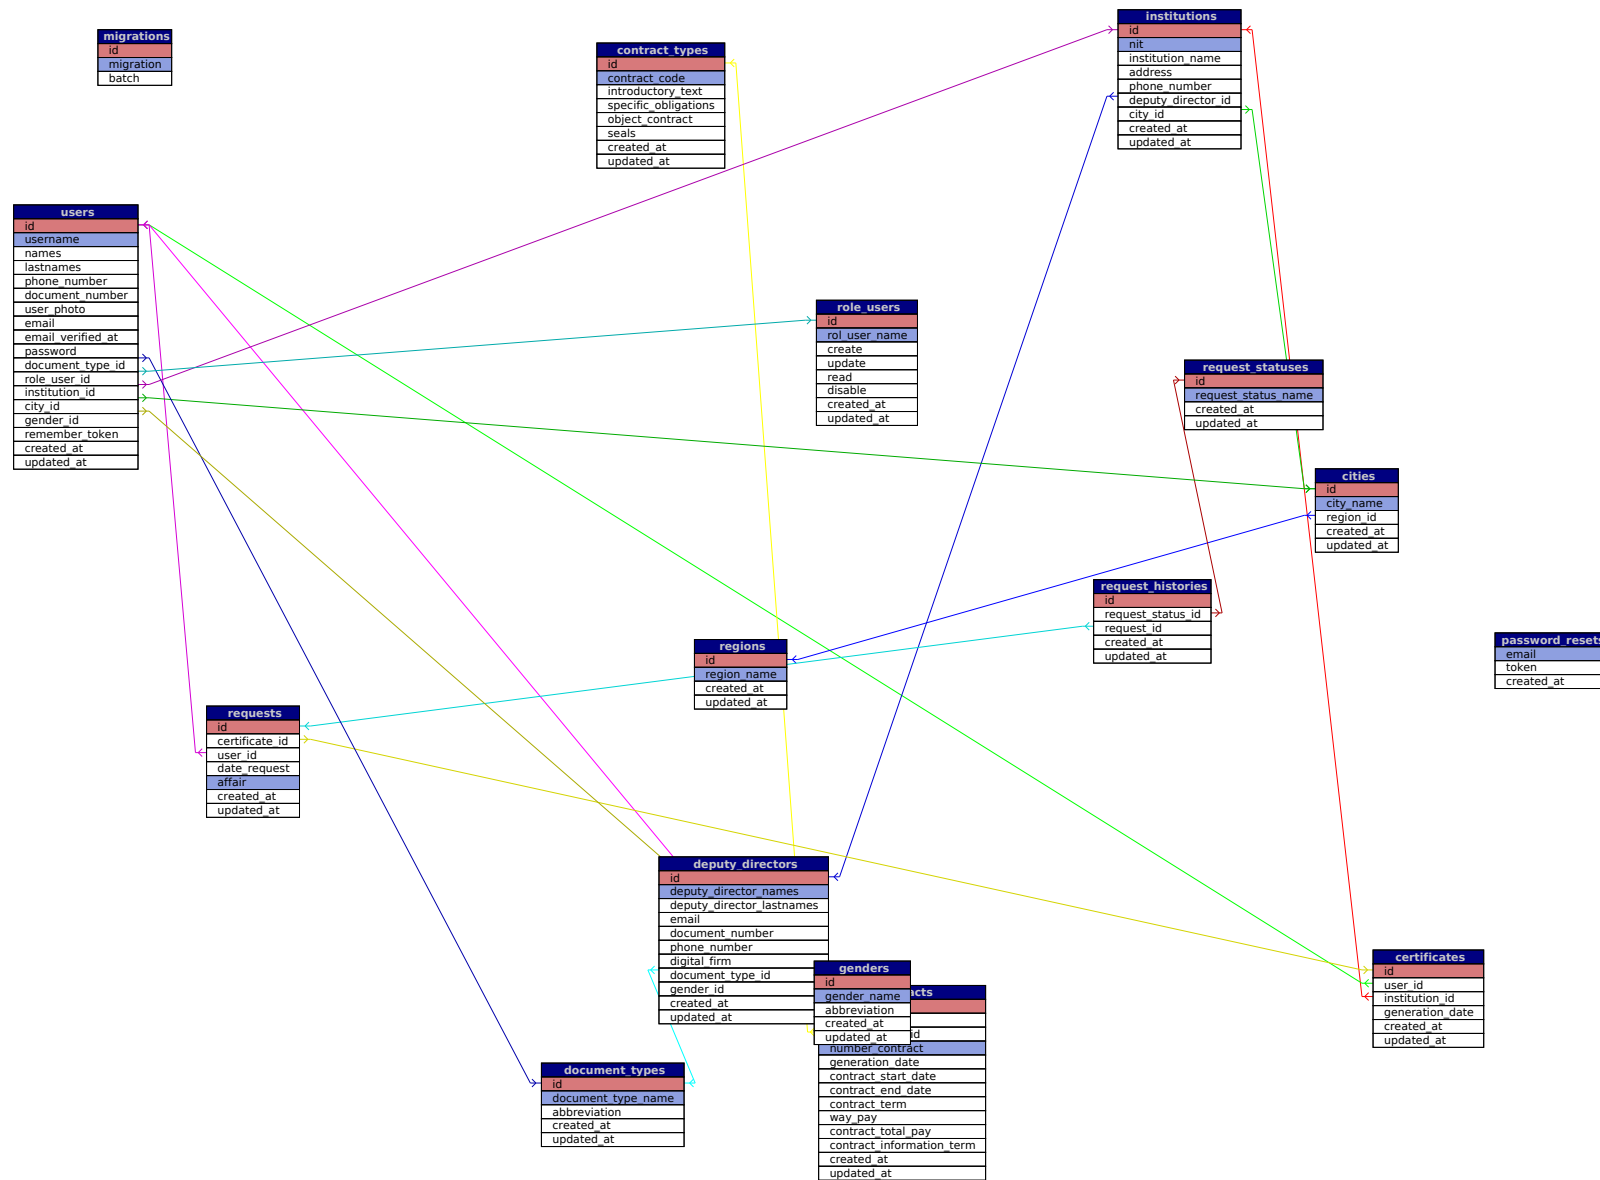 migrations
id
migration
batch
contract_types
id
contract_code
introductory_text
specific_obligations
object_contract
seals
created_at
updated_at
institutions
id
nit
institution_name
address
phone_number
deputy_director_id
city_id
created_at
updated_at
users
id
username
names
lastnames
phone_number
document_number
user_photo
email
email_verified_at
password
document_type_id
role_user_id
institution_id
city_id
gender_id
remember_token
created_at
updated_at
role_users
id
rol_user_name
create
update
read
disable
created_at
updated_at
request_statuses
id
request_status_name
created_at
updated_at
cities
id
city_name
region_id
created_at
updated_at
request_histories
id
request_status_id
request_id
created_at
updated_at
regions
id
region_name
created_at
updated_at
password_resets
email
token
created_at
requests
id
certificate_id
user_id
date_request
affair
created_at
updated_at
deputy_directors
id
deputy_director_names
deputy_director_lastnames
email
document_number
phone_number
digital_firm
document_type_id
gender_id
created_at
updated_at
genders
id
gender_name
abbreviation
created_at
updated_at
acts
id
number_contract
generation_date
contract_start_date
contract_end_date
contract_term
way_pay
contract_total_pay
contract_information_term
created_at
updated_at
certificates
id
user_id
institution_id
generation_date
created_at
updated_at
document_types
id
document_type_name
abbreviation
created_at
updated_at